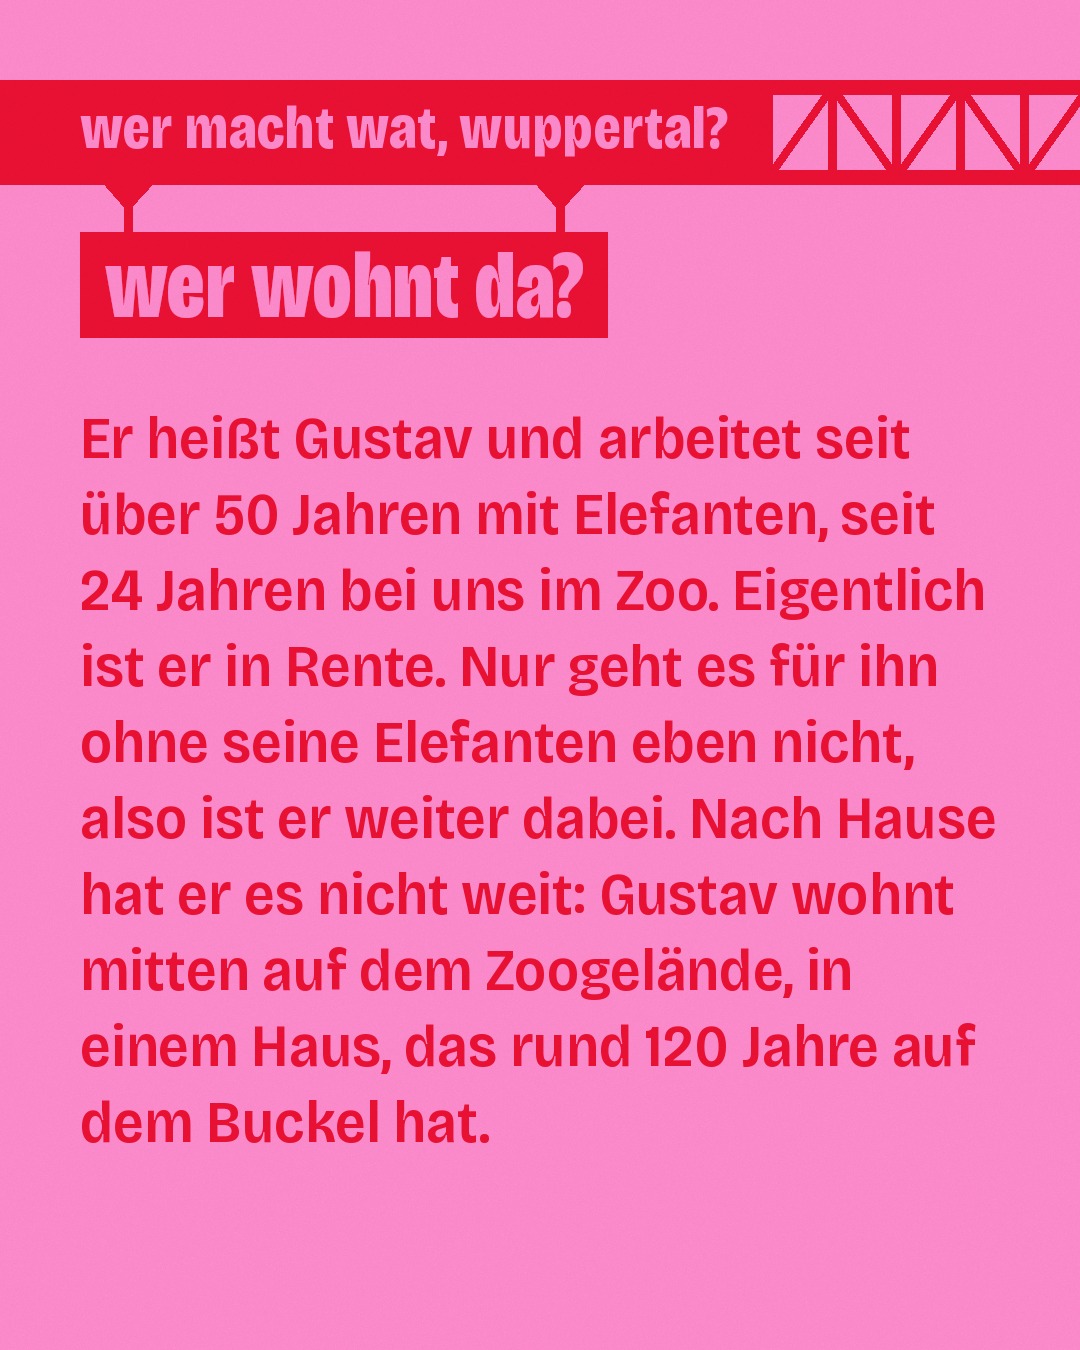 wer macht wat, wuppertal?
wer wohnt da?
Er heißt Gustav und arbeitet seit
über 50 Jahren mit Elefanten, seit
24 Jahren bei uns im Zoo. Eigentlich
ist er in Rente. Nur geht es für ihn
ohne seine Elefanten eben nicht,
also ist er weiter dabei. Nach Hause
hat er es nicht weit: Gustav wohnt
mitten auf dem Zoogelände, in
einem Haus, das rund 120 Jahre auf
dem Buckel hat.